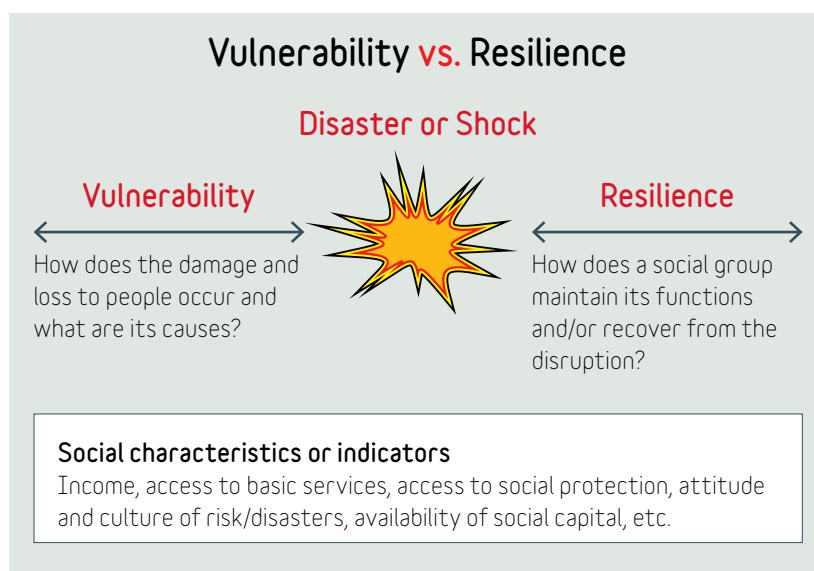 Vulnerability vs. Resilience
Disaster or Shock
Vulnerability
How does the damage and
loss to people occur and
what are its causes?
Resilience
How does a social group
maintain its functions
and/or recover from the
disruption?
Social characteristics or indicators
Income, access to basic services, access to social protection, attitude
and culture of risk/disasters, availability of social capital, etc.